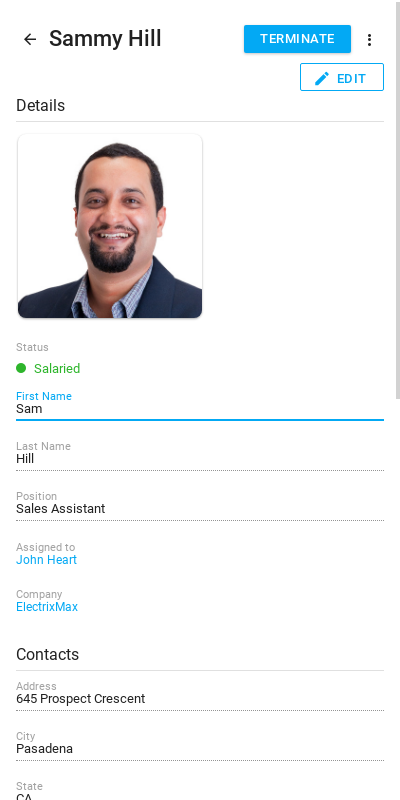 Sammy Hill
TERMINATE
EDIT
Details
Status
Salaried
First Name
Sam
Last Name
Hill
Position
Sales Assistant
Assigned to
John Heart
Company
ElectrixMax
Contacts
Address
645 Prospect Crescent
City
Pasadena
State
CA